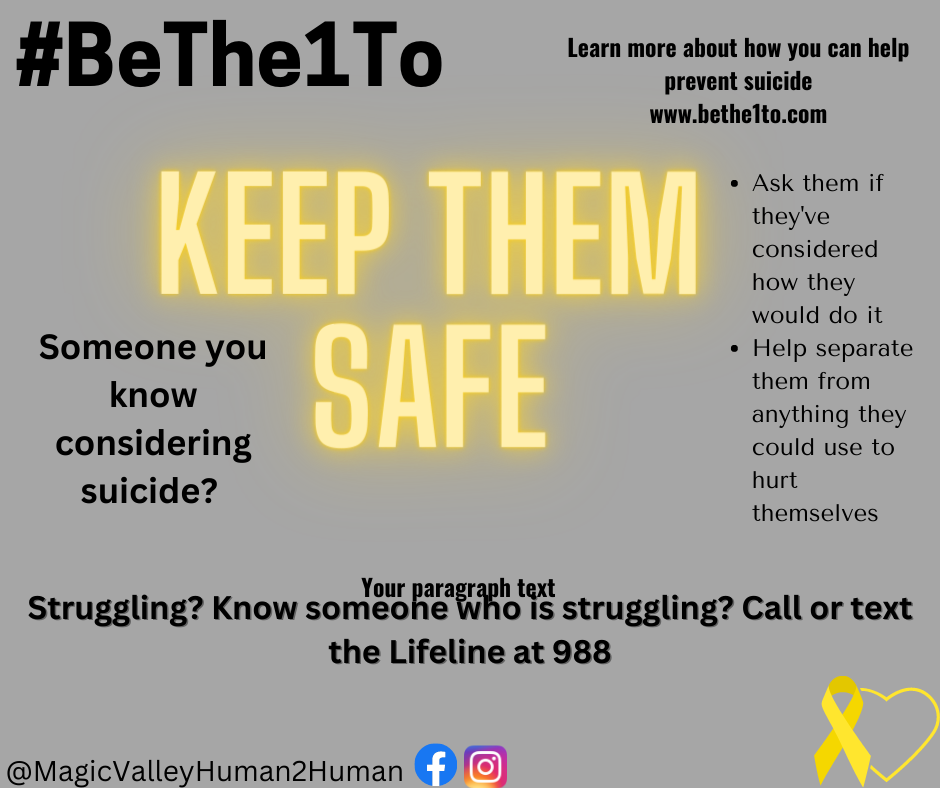 #BeThe1To
Learn more about how you can help
prevent suicide
www.bethe1to.com
KEEP THEM
SAFE
Someone you
know
considering
suicide?
• Ask them if
they've
considered
how they
would do it
• Help separate
them from
anything they
could use to
hurt
themselves
Your paragraph text
Struggling? Know someone who is struggling? Call or text
the Lifeline at 988
@MagicValleyHuman2Human